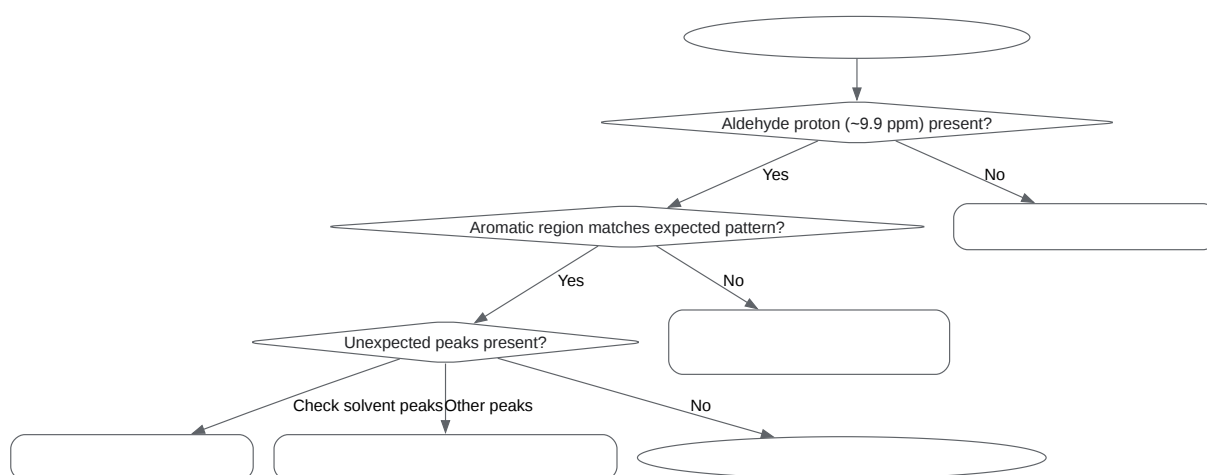 Aldehyde proton (~9.9 ppm) present?
Yes
No
Aromatic region matches expected pattern?
Yes
No
Unexpected peaks present?
Check solvent peaks
Other peaks
No